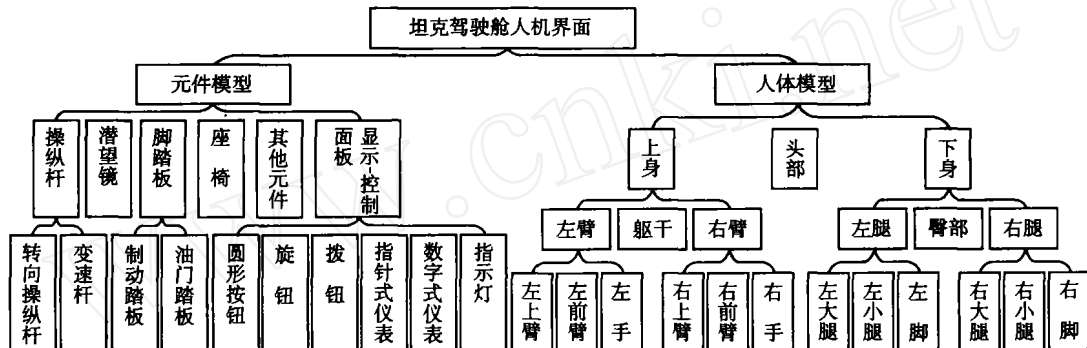 坦克驾驶舱人机界面
元件模型
人体模型
操纵杆
潜望镜
脚踏板
座椅
其他元件
显示-控制
面板
上身
头部
下身
左臂
躯干
右臂
左腿
臀部
右腿
转向操纵杆
变速杆
制动踏板
油门踏板
圆形按钮
旋钮
拨钮
指针式仪表
数字式仪表
指示灯
左上臂
左前臂
左手
右上臂
右前臂
右手
左大腿
左小腿
左脚
右大腿
右小腿
右脚
www.cnki.net